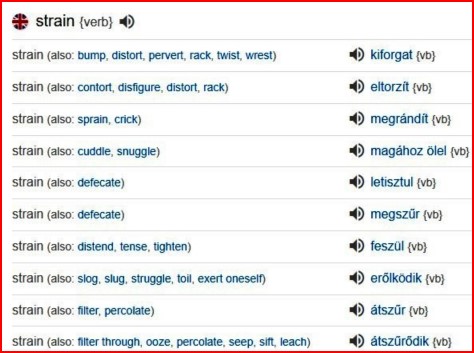 strain {verb}
strain (also: bump, distort, pervert, rack, twist, wrest) kiforgat {vb}
strain (also: contort, disfigure, distort, rack) eltorzít {vb}
strain (also: sprain, crick) megrándít {vb}
strain (also: cuddle, snuggle) magához ölel {vb}
strain (also: defecate) letisztul {vb}
strain (also: defecate) megszűr {vb}
strain (also: distend, tense, tighten) feszül {vb}
strain (also: slog, slug, struggle, toil, exert oneself) erőlködik {vb}
strain (also: filter, percolate) átszűr {vb}
strain (also: filter through, ooze, percolate, seep, sift, leach) átszűrődik {vb}